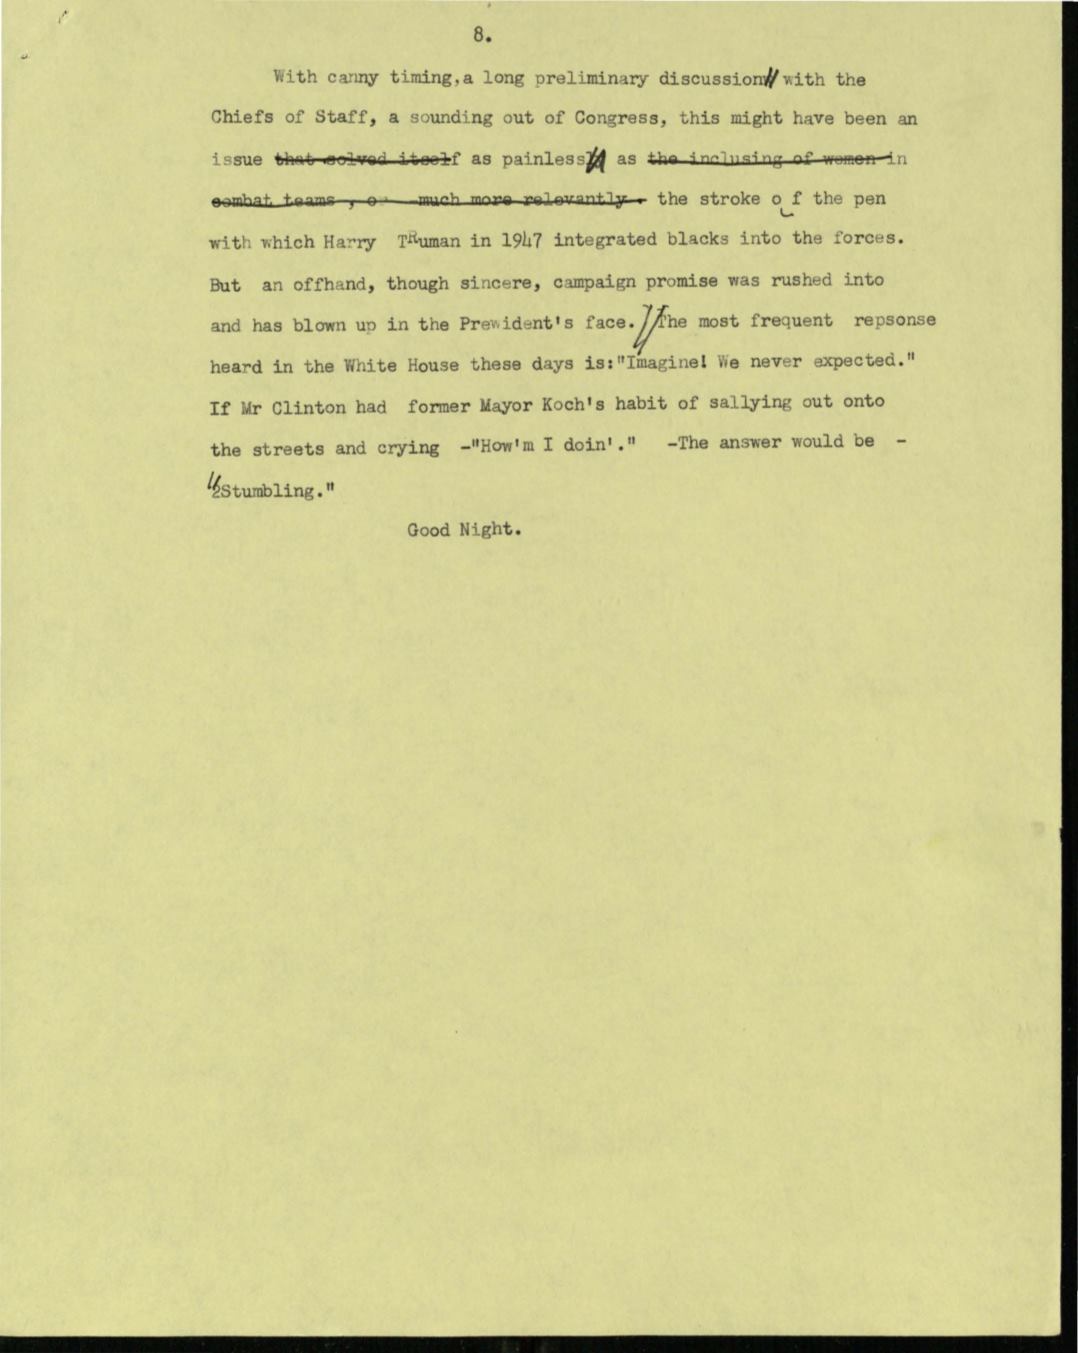 8.
With canny timing,a long preliminary discussion with the
Chiefs of Staff, a sounding out of Congress, this might have been an
issue that solved itself as painless as the inclusing of women in
combat teams , o much more relevantly - the stroke o f the pen
with which Harry TRuman in 1947 integrated blacks into the forces.
But an offhand, though sincere, campaign promise was rushed into
and has blown up in the Prewident's face. The most frequent repsonse
heard in the White House these days is:"Imagine! We never expected."
If Mr Clinton had former Mayor Koch's habit of sallying out onto
the streets and crying -"How'm I doin'." -The answer would be -
"Stumbling."
Good Night.